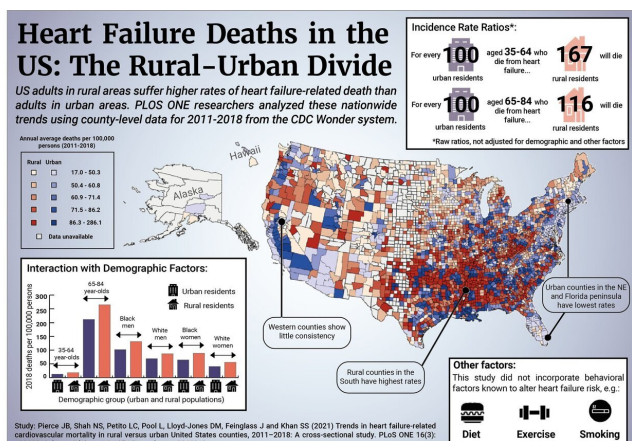 Heart Failure Deaths in the
US: The Rural-Urban Divide
US adults in rural areas suffer higher rates of heart failure-related death than
adults in urban areas. PLOS ONE researchers analyzed these nationwide
trends using county-level data for 2011-2018 from the CDC Wonder system.
Incidence Rate Ratios*:
For every 100 aged 35-64 who 167 will die
die from heart
failure...
urban residents rural residents
For every 100 aged 65-84 who 116 will die
die from heart
failure...
urban residents rural residents
*Raw ratios, not adjusted for demographic and other factors
Annual average deaths per 100,000
persons (2011-2018)
Rural Urban
17.0 - 50.3
50.4 - 60.8
60.9 - 71.4
71.5 - 86.2
86.3 - 286.1
Data unavailable
Hawaii
Alaska
Western counties show
little consistency
Rural counties in the
South have highest rates
Urban counties in the NE
and Florida peninsula
have lowest rates
Interaction with Demographic Factors:
2018 deaths per 100,000 persons
300
250
200
150
100
50
0
35-64
year-olds
65-84
year-olds
Black
men
White
men
Black
women
White
women
Urban residents
Rural residents
Demographic group (urban and rural populations)
Other factors:
This study did not incorporate behavioral
factors known to alter heart failure risk, e.g.:
Diet Exercise Smoking
Study: Pierce JB, Shah NS, Petito LC, Pool L, Lloyd-Jones DM, Feinglass J and Khan SS (2021) Trends in heart failure-related
cardiovascular mortality in rural versus urban United States counties, 2011–2018: A cross-sectional study. PLoS ONE 16(3):